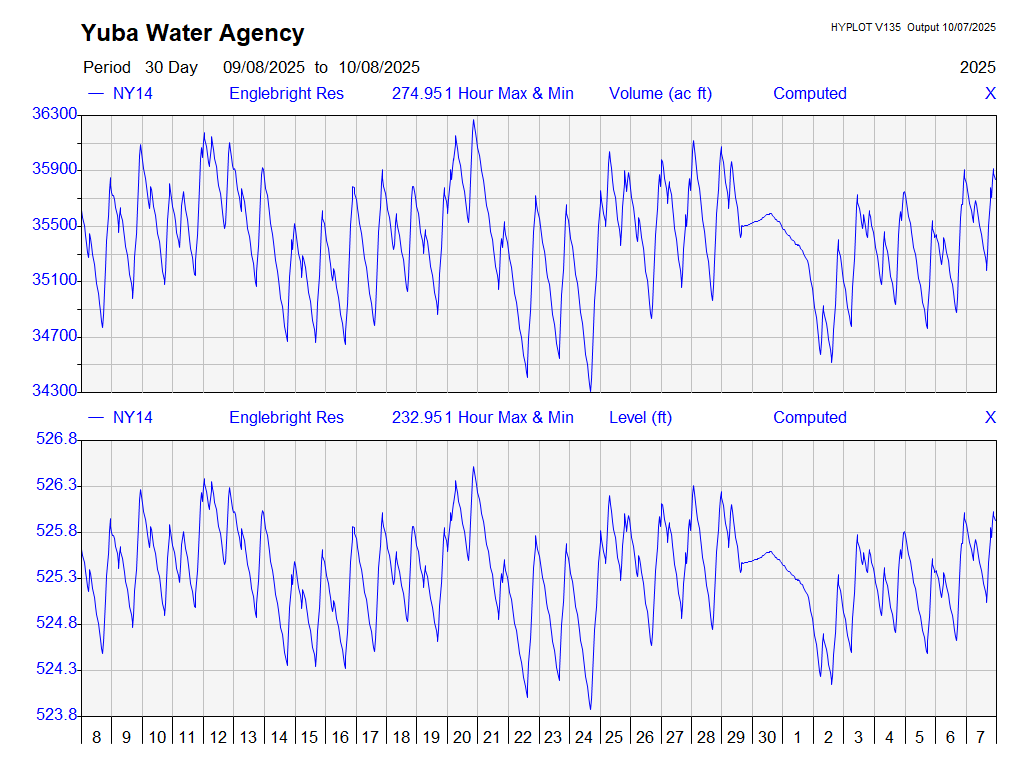 Yuba Water Agency
HYPLOT V135 Output 10/07/2025
Period 30 Day 09/08/2025 to 10/08/2025
2025
NY14 Englebright Res 274.951 Hour Max & Min Volume (ac ft) Computed X
36300
35900
35500
35100
34700
34300
NY14 Englebright Res 232.951 Hour Max & Min Level (ft) Computed X
526.8
526.3
525.8
525.3
524.8
524.3
523.8
8 9 10 11 12 13 14 15 16 17 18 19 20 21 22 23 24 25 26 27 28 29 30 1 2 3 4 5 6 7